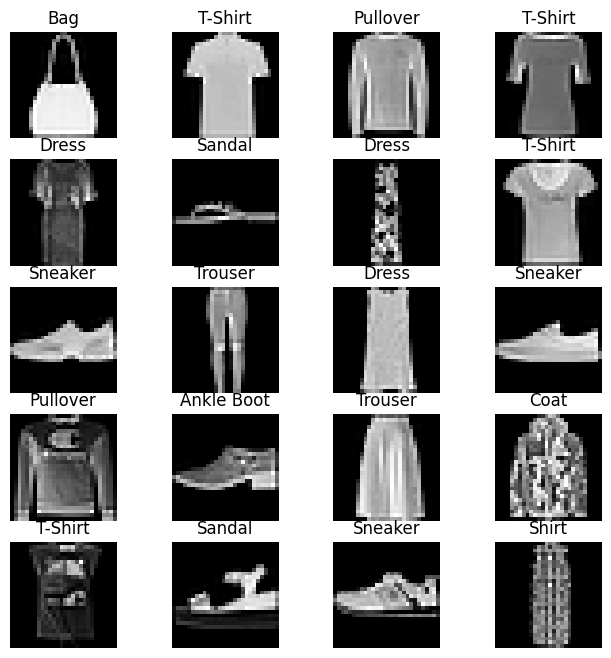 Bag T-Shirt Pullover T-Shirt
Dress Sandal Dress T-Shirt
Sneaker Trouser Dress Sneaker
Pullover Ankle Boot Trouser Coat
T-Shirt Sandal Sneaker Shirt